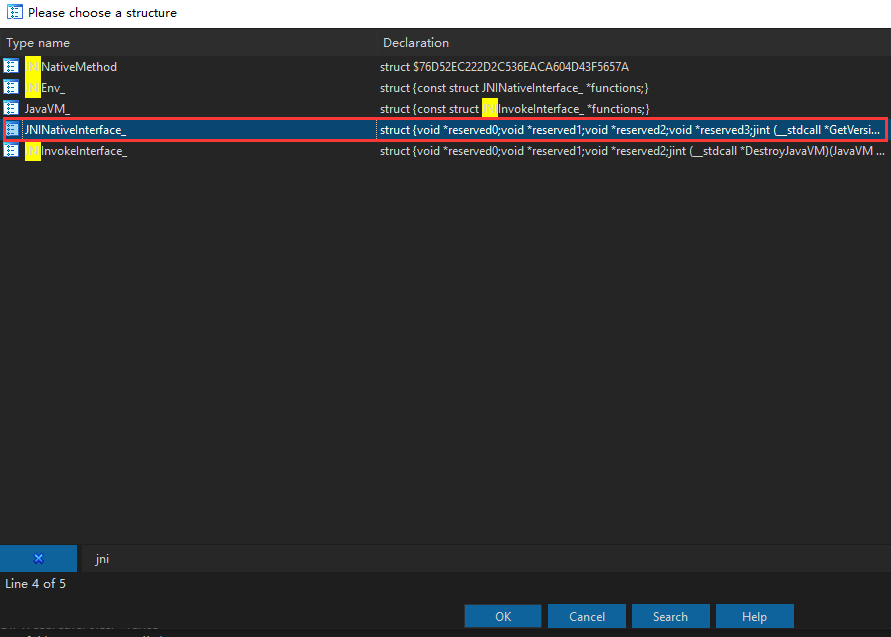 Please choose a structure
Type name Declaration
JNINativeMethod struct $76D52EC222D2C536EACA604D43F5657A
JNIEnv_ struct {const struct JNINativeInterface_ *functions;}
JavaVM_ struct {const struct JNIInvokeInterface_ *functions;}
JNINativeInterface_ struct {void *reserved0;void *reserved1;void *reserved2;void *reserved3;jint (__stdcall *GetVersi...
JNIInvokeInterface_ struct {void *reserved0;void *reserved1;void *reserved2;jint (__stdcall *DestroyJavaVM)(JavaVM ...
jni
Line 4 of 5
OK Cancel Search Help